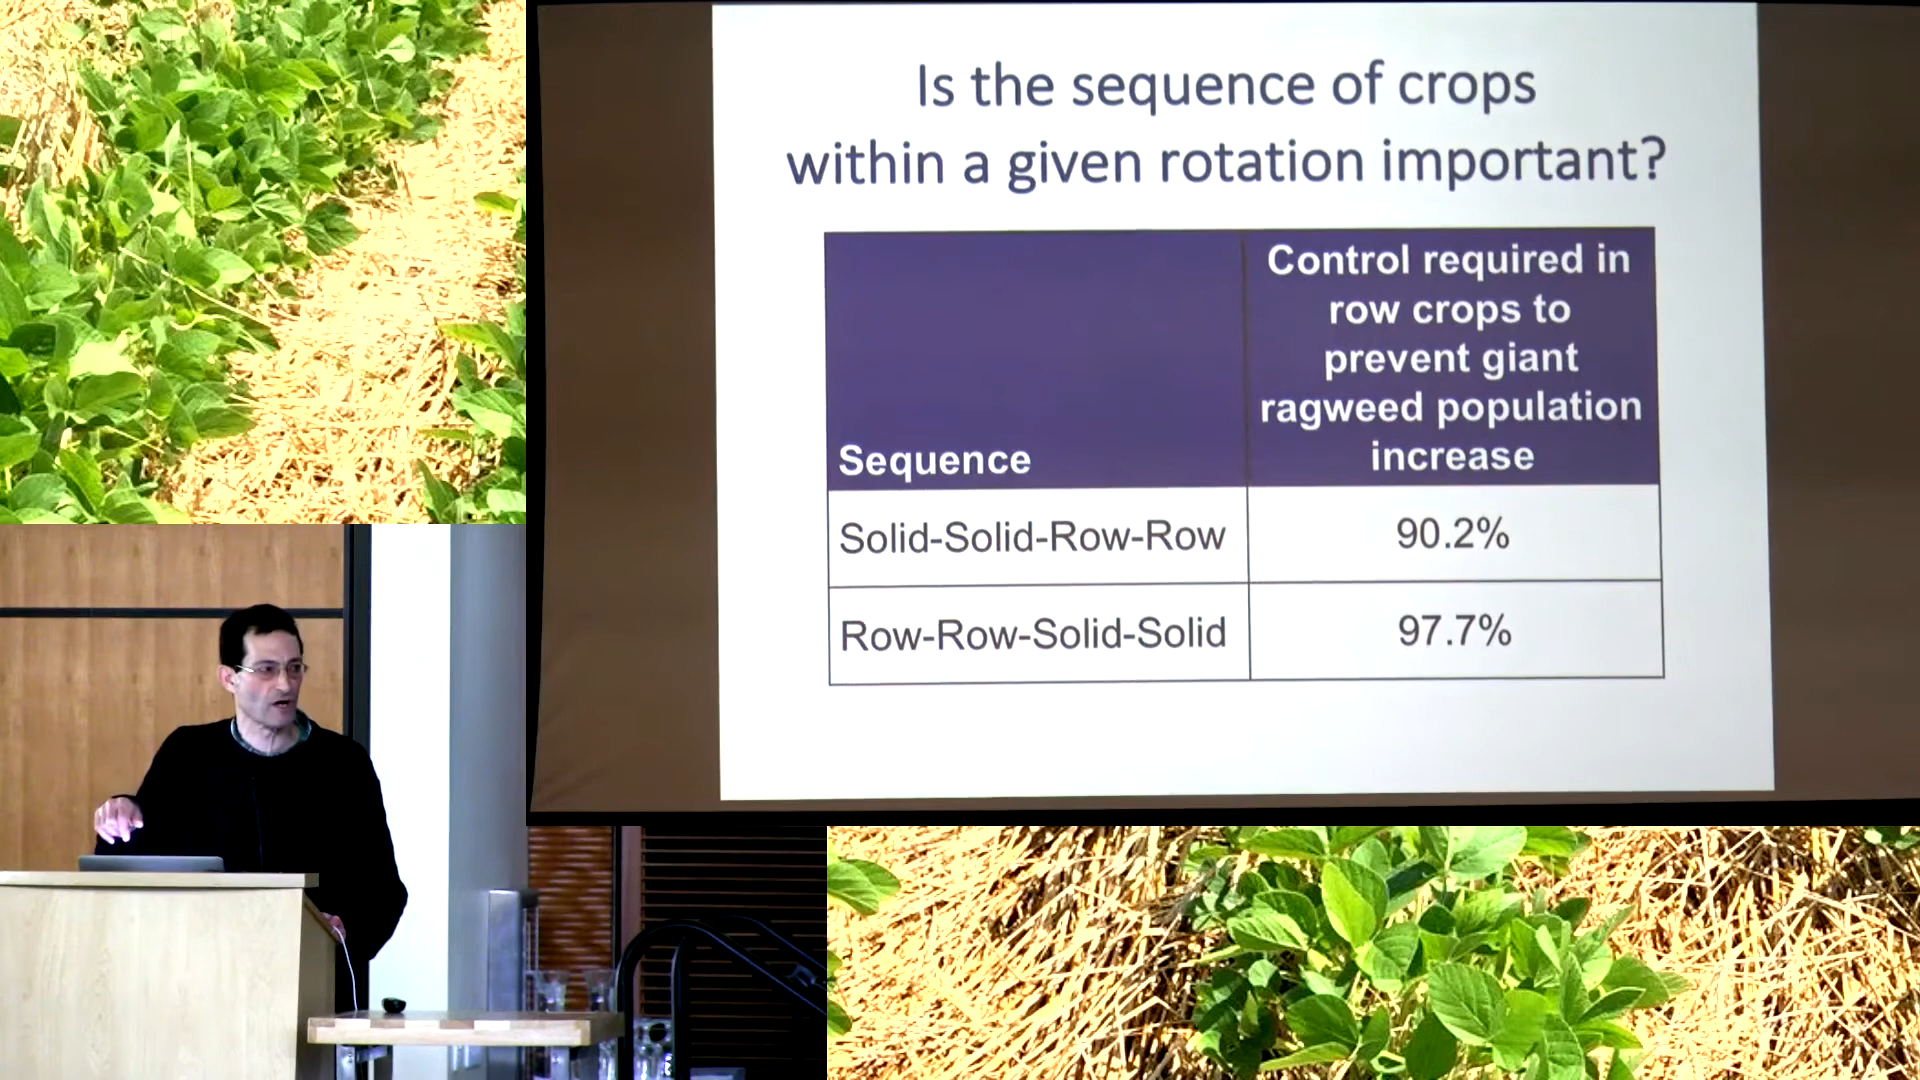 Is the sequence of crops
within a given rotation important?
Sequence
Control required in
row crops to
prevent giant
ragweed population
increase
Solid-Solid-Row-Row 90.2%
Row-Row-Solid-Solid 97.7%